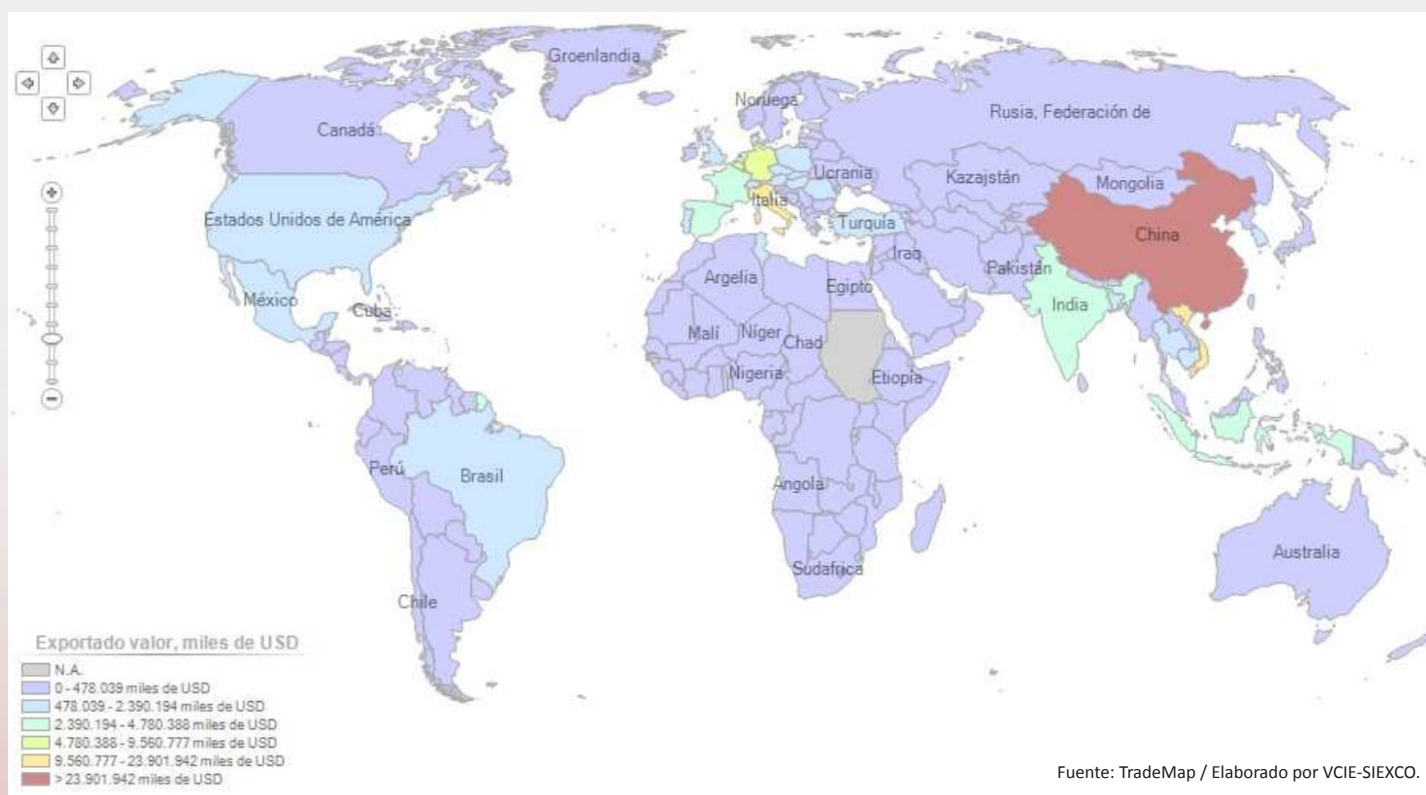 Groenlandia
Noruega
Rusia, Federación de
Canadá
Ucrania
Kazajstán
Mongolia
Italia
Estados Unidos de América
Turquía
China
Iraq
Pakistán
Argelia
Egipto
México
Cuba
India
Malí
Níger
Chad
Nigeria
Etiopía
Perú
Brasil
Angola
Australia
Sudafrica
Chile
Exportado valor, miles de USD
N.A.
0 - 478.039 miles de USD
478.039 - 2.390.194 miles de USD
2.390.194 - 4.780.388 miles de USD
4.780.388 - 9.560.777 miles de USD
9.560.777 - 23.901.942 miles de USD
> 23.901.942 miles de USD
Fuente: TradeMap / Elaborado por VCIE-SIEXCO.